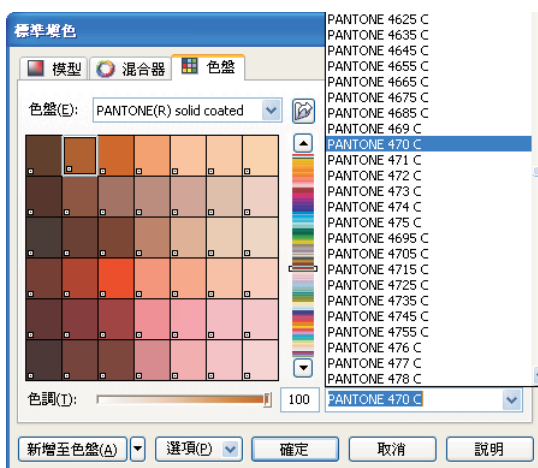 標準填色
模型 混合器 色盤
色盤(E): PANTONE(R) solid coated
色調(T): 100 PANTONE 470 C
PANTONE 4625 C
PANTONE 4635 C
PANTONE 4645 C
PANTONE 4655 C
PANTONE 4665 C
PANTONE 4675 C
PANTONE 4685 C
PANTONE 469 C
PANTONE 470 C
PANTONE 471 C
PANTONE 472 C
PANTONE 473 C
PANTONE 474 C
PANTONE 475 C
PANTONE 4695 C
PANTONE 4705 C
PANTONE 4715 C
PANTONE 4725 C
PANTONE 4735 C
PANTONE 4745 C
PANTONE 4755 C
PANTONE 476 C
PANTONE 477 C
PANTONE 478 C
新增至色盤(A) 選項(P) 確定 取消 說明